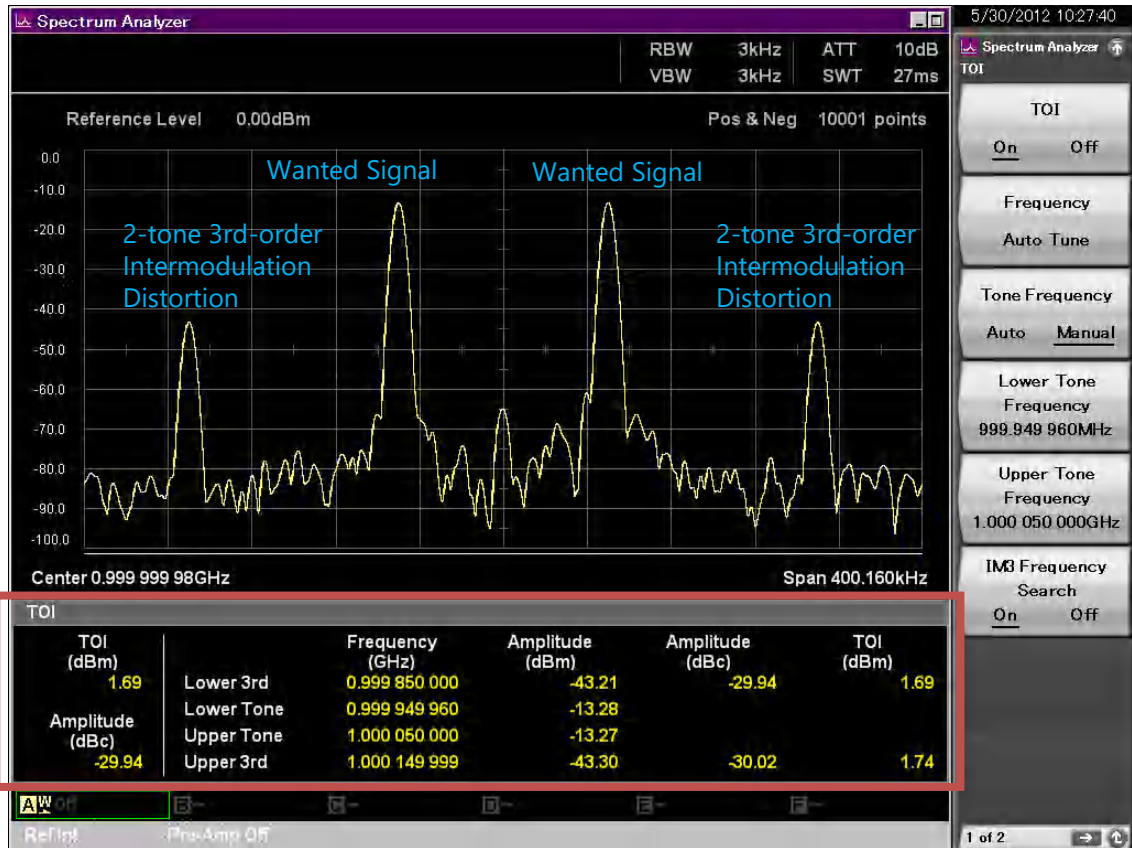 Spectrum Analyzer
5/30/2012 10:27:40
RBW 3kHz ATT 10dB
VBW 3kHz SWT 27ms
Reference Level 0.00dBm Pos & Neg 10001 points
0.0
-10.0
-20.0
-30.0
-40.0
-50.0
-60.0
-70.0
-80.0
-90.0
-100.0
Wanted Signal
Wanted Signal
2-tone 3rd-order
Intermodulation
Distortion
2-tone 3rd-order
Intermodulation
Distortion
Center 0.999 999 98GHz Span 400.160kHz
TOI
TOI Frequency Amplitude Amplitude TOI
(dBm) (GHz) (dBm) (dBc) (dBm)
1.69 Lower 3rd 0.999 850 000 -43.21 -29.94 1.69
Lower Tone 0.999 949 960 -13.28
Amplitude
(dBc)
Upper Tone 1.000 050 000 -13.27
-29.94 Upper 3rd 1.000 149 999 -43.30 -30.02 1.74
A W Off B-- C-- D-- E-- F--
Ref.Int Pre-Amp Off
Spectrum Analyzer
TOI
TOI
On Off
Frequency
Auto Tune
Tone Frequency
Auto Manual
Lower Tone
Frequency
999.949 960MHz
Upper Tone
Frequency
1.000 050 000GHz
IM3 Frequency
Search
On Off
1 of 2